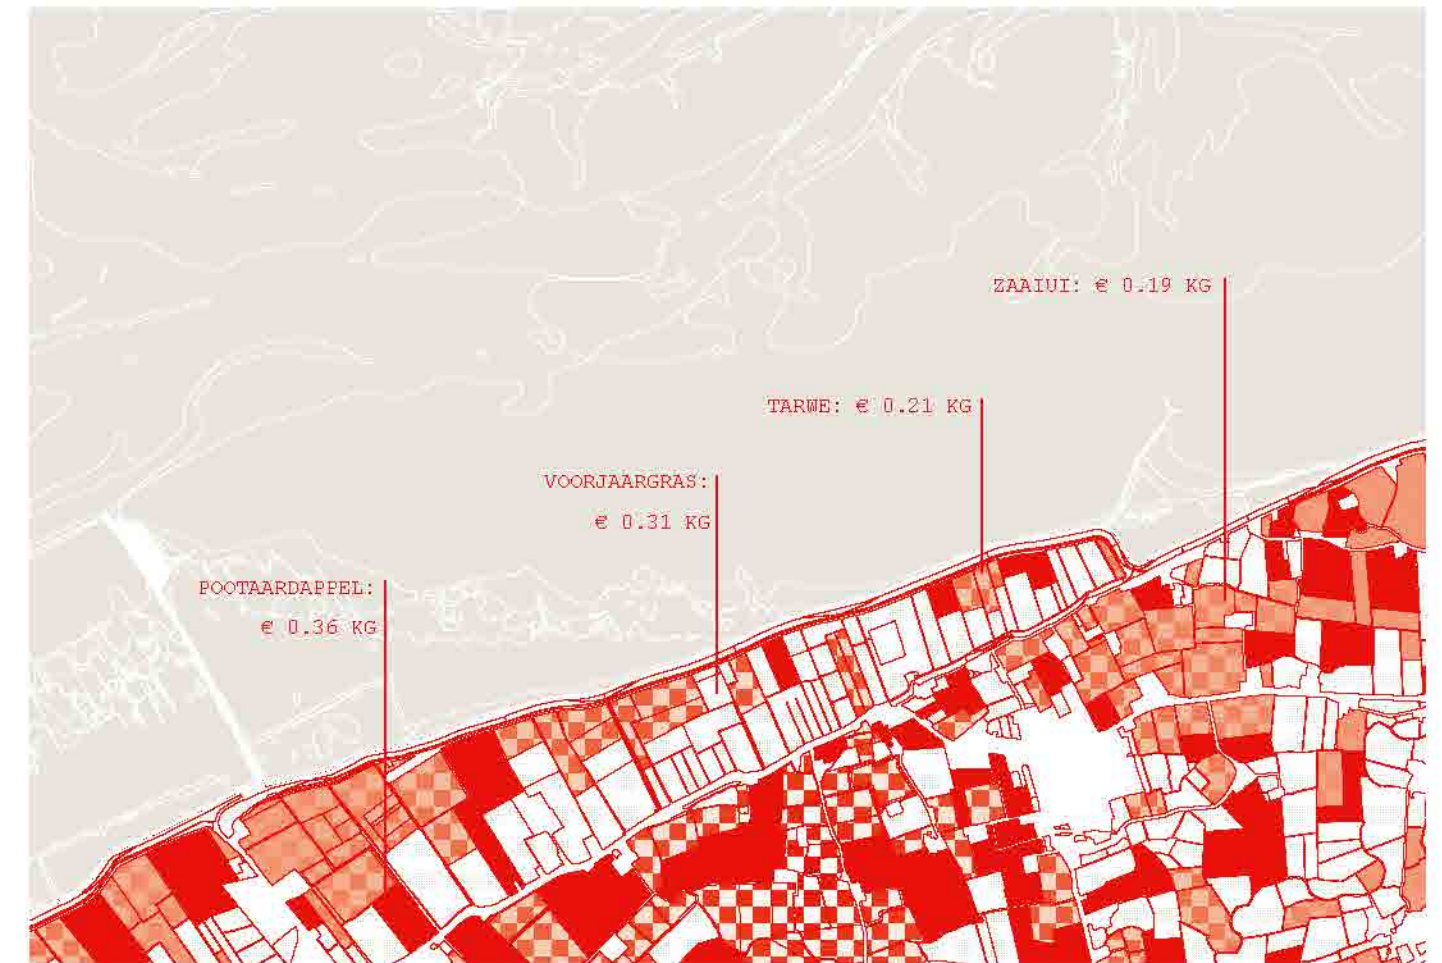 ZAAIUI: € 0.19 KG
TARWE: € 0.21 KG
VOORJAARGRAS:
€ 0.31 KG
POOTAARDAPPEL:
€ 0.36 KG